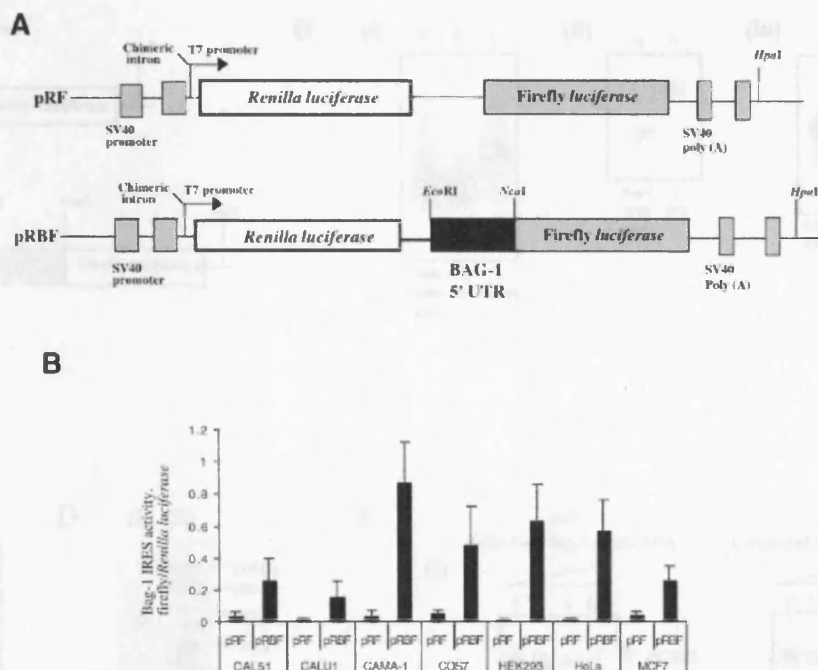 A
Chimeric intron
T7 promoter
HpaI
pRF
Renilla luciferase
Firefly luciferase
SV40 promoter
SV40 poly (A)
Chimeric intron
T7 promoter
EcoRI
NcoI
HpaI
pRBF
Renilla luciferase
Firefly luciferase
SV40 promoter
BAG-1
5' UTR
SV40 Poly (A)
B
Bag-1 IRES activity.
firefly/Renilla luciferase
1.2
1
0.8
0.6
0.4
0.2
0
pRF pRBF pRF pRBF pRF pRBF pRF pRBF pRF pRBF pRF pRBF pRF pRBF
CAL51 CALU1 CAMA-1 COS7 HEK293 HeLa MCF7